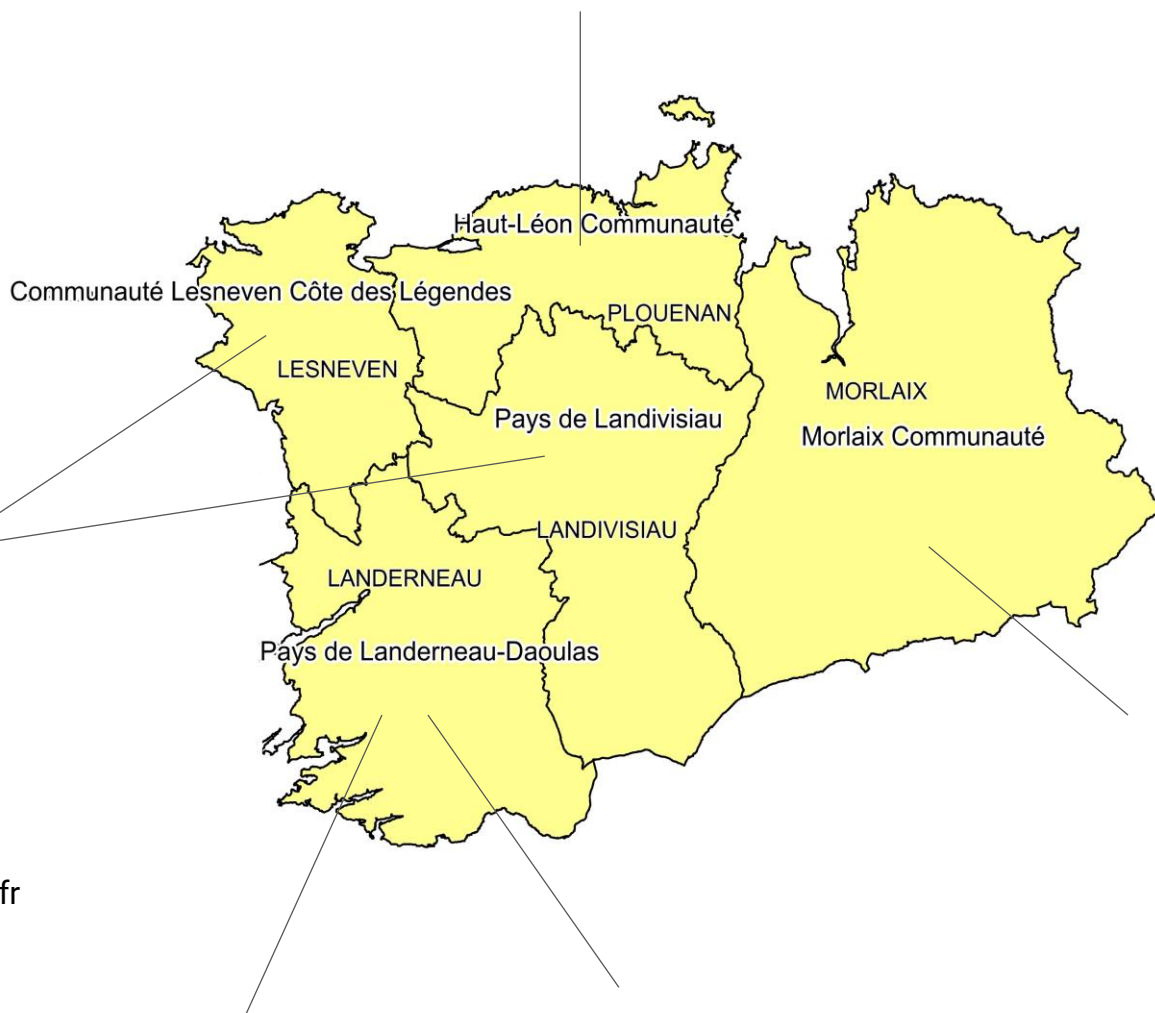 Haut-Léon Communauté
Communauté Lesneven Côte des Légendes
PLOUENAN
LESNEVEN
MORLAIX
Pays de Landivisiau
Morlaix Communauté
LANDIVISIAU
LANDERNEAU
Pays de Landerneau-Daoulas
fr